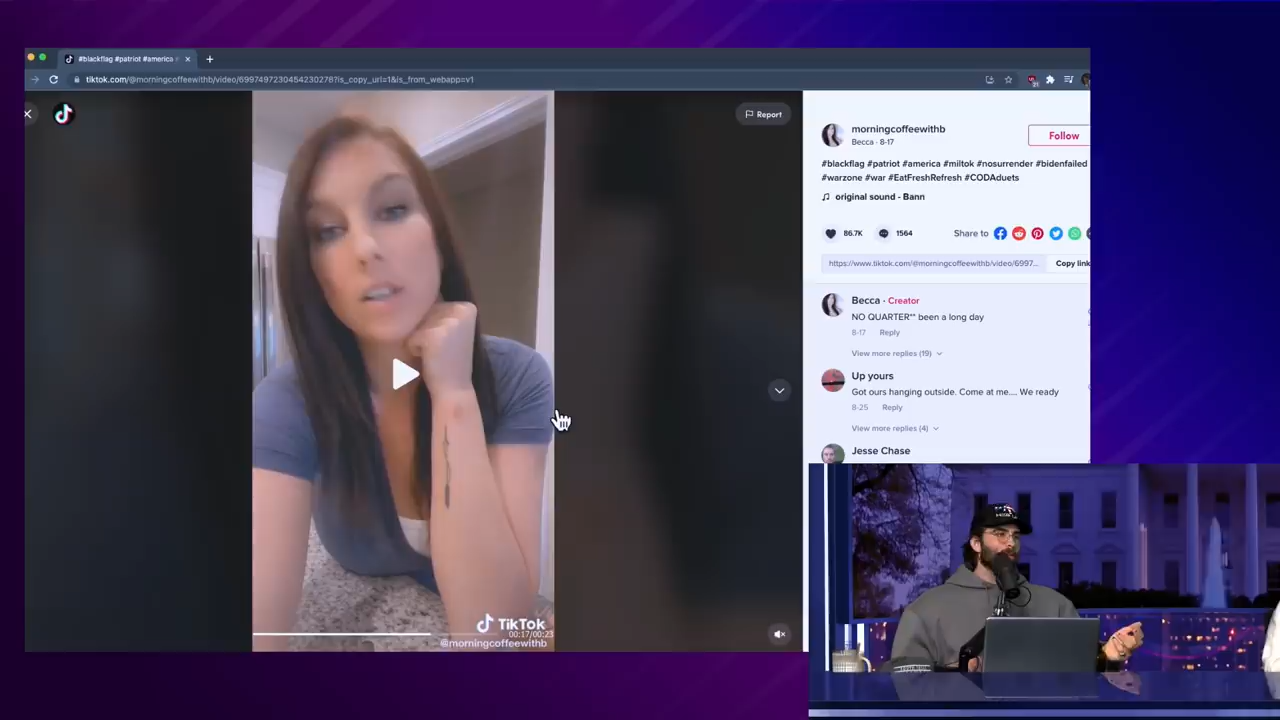 #blackflag #patriot #america
tiktok.com/@morningcoffeewithb/video/6997497230454230278?is_copy_url=1&is_from_webapp=v1
Report
TikTok
00:17/00:23
@morningcoffeewithb
morningcoffeewithb
Becca · 8-17
Follow
#blackflag #patriot #america #miltok #nosurrender #bidenfailed
#warzone #war #EatFreshRefresh #CODAduets
original sound - Bann
86.7K
1564
Share to
https://www.tiktok.com/@morningcoffeewithb/video/6997...
Copy link
Becca · Creator
NO QUARTER** been a long day
8-17 Reply
View more replies (19)
Up yours
Got ours hanging outside. Come at me.... We ready
8-25 Reply
View more replies (4)
Jesse Chase